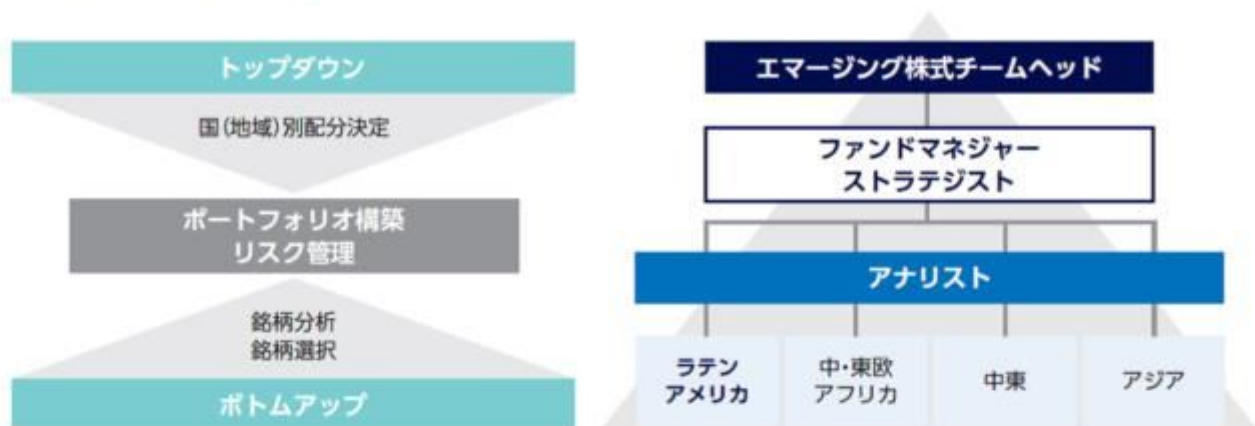 トップダウン
国(地域)別配分決定
ポートフォリオ構築
リスク管理
銘柄分析
銘柄選択
ボトムアップ
エマージング株式チームヘッド
ファンドマネジャー
ストラテジスト
アナリスト
ラテン
アメリカ
中・東欧
アフリカ
中東
アジア